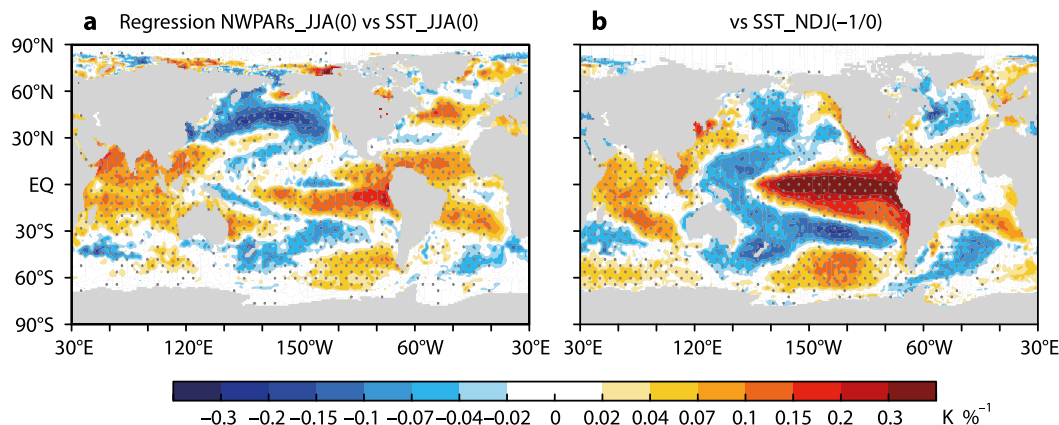 a Regression NWPARs_JJA(0) vs SST_JJA(0)
b vs SST_NDJ(−1/0)
90°N
60°N
30°N
EQ
30°S
60°S
90°S
30°E 120°E 150°W 60°W 30°E
30°E 120°E 150°W 60°W 30°E
−0.3 −0.2 −0.15 −0.1 −0.07 −0.04 −0.02 0 0.02 0.04 0.07 0.1 0.15 0.2 0.3 K %⁻¹